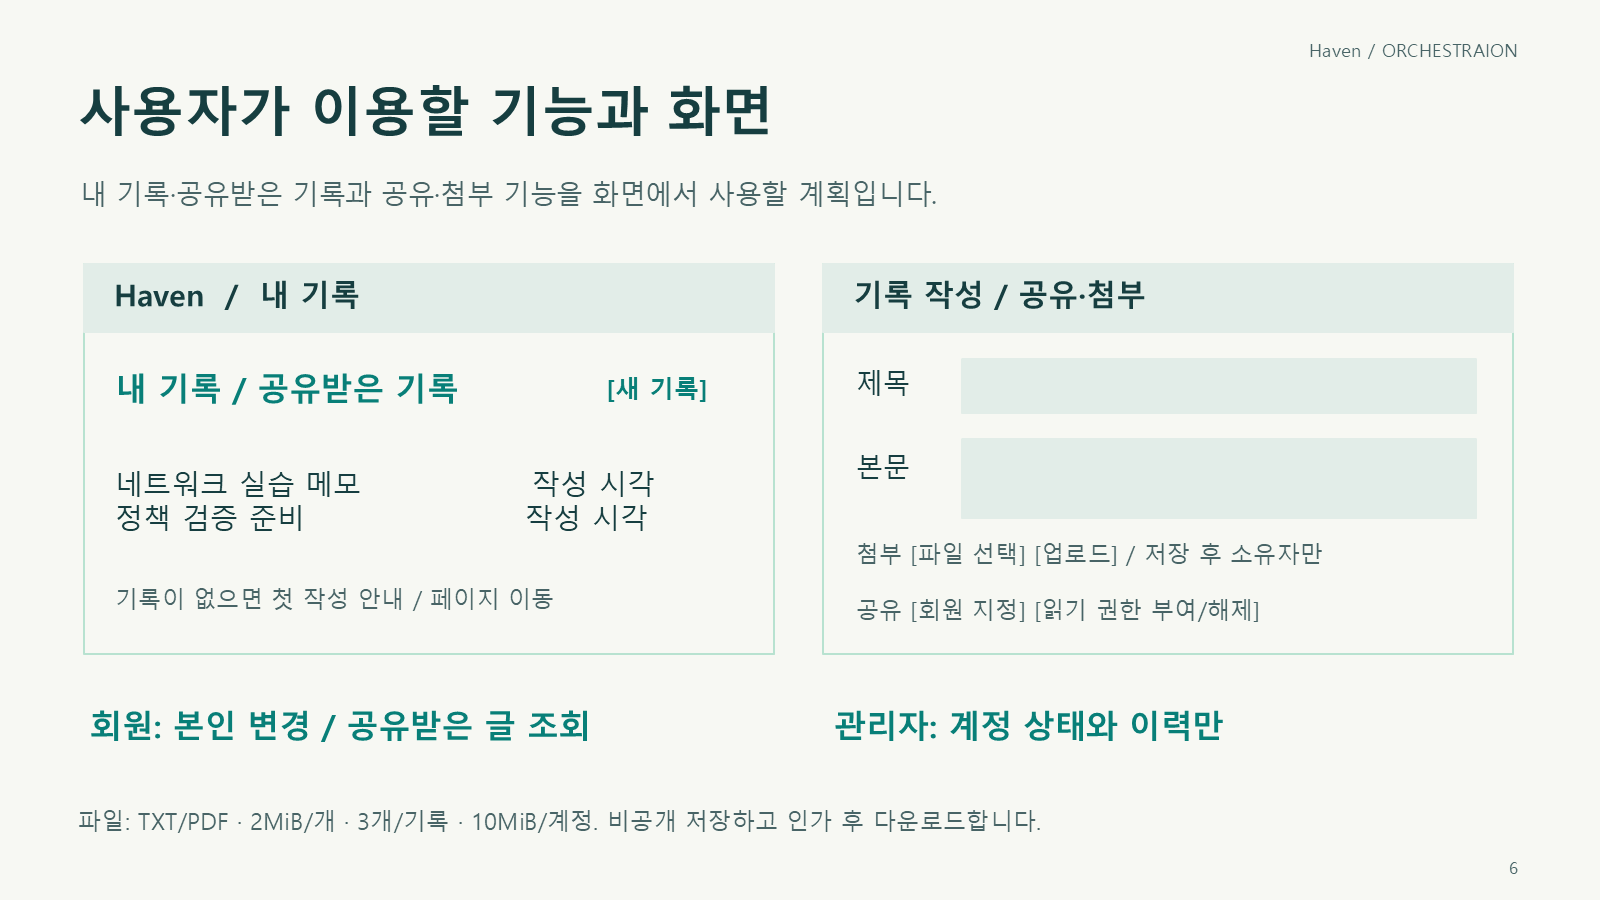 Haven / ORCHESTRAION
사용자가 이용할 기능과 화면
내 기록·공유받은 기록과 공유·첨부 기능을 화면에서 사용할 계획입니다.
Haven / 내 기록
내 기록 / 공유받은 기록 [새 기록]
네트워크 실습 메모 작성 시각
정책 검증 준비 작성 시각
기록이 없으면 첫 작성 안내 / 페이지 이동
기록 작성 / 공유·첨부
제목
본문
첨부 [파일 선택] [업로드] / 저장 후 소유자만
공유 [회원 지정] [읽기 권한 부여/해제]
회원: 본인 변경 / 공유받은 글 조회
관리자: 계정 상태와 이력만
파일: TXT/PDF · 2MiB/개 · 3개/기록 · 10MiB/계정. 비공개 저장하고 인가 후 다운로드합니다.
6